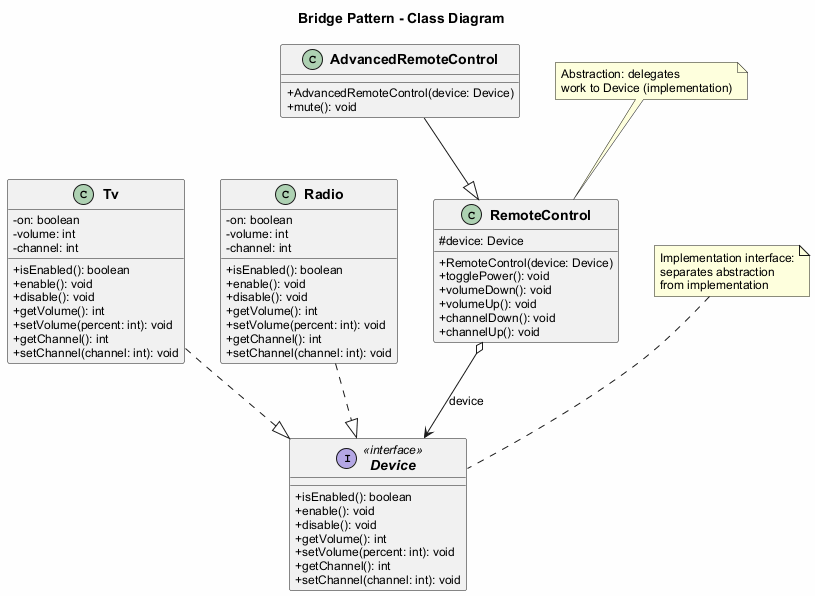 Bridge Pattern - Class Diagram
C AdvancedRemoteControl
+AdvancedRemoteControl(device: Device)
+mute(): void
Abstraction: delegates
work to Device (implementation)
C Tv
-on: boolean
-volume: int
-channel: int
+isEnabled(): boolean
+enable(): void
+disable(): void
+getVolume(): int
+setVolume(percent: int): void
+getChannel(): int
+setChannel(channel: int): void
C Radio
-on: boolean
-volume: int
-channel: int
+isEnabled(): boolean
+enable(): void
+disable(): void
+getVolume(): int
+setVolume(percent: int): void
+getChannel(): int
+setChannel(channel: int): void
C RemoteControl
#device: Device
+RemoteControl(device: Device)
+togglePower(): void
+volumeDown(): void
+volumeUp(): void
+channelDown(): void
+channelUp(): void
Implementation interface:
separates abstraction
from implementation
device
«interface»
I Device
+isEnabled(): boolean
+enable(): void
+disable(): void
+getVolume(): int
+setVolume(percent: int): void
+getChannel(): int
+setChannel(channel: int): void